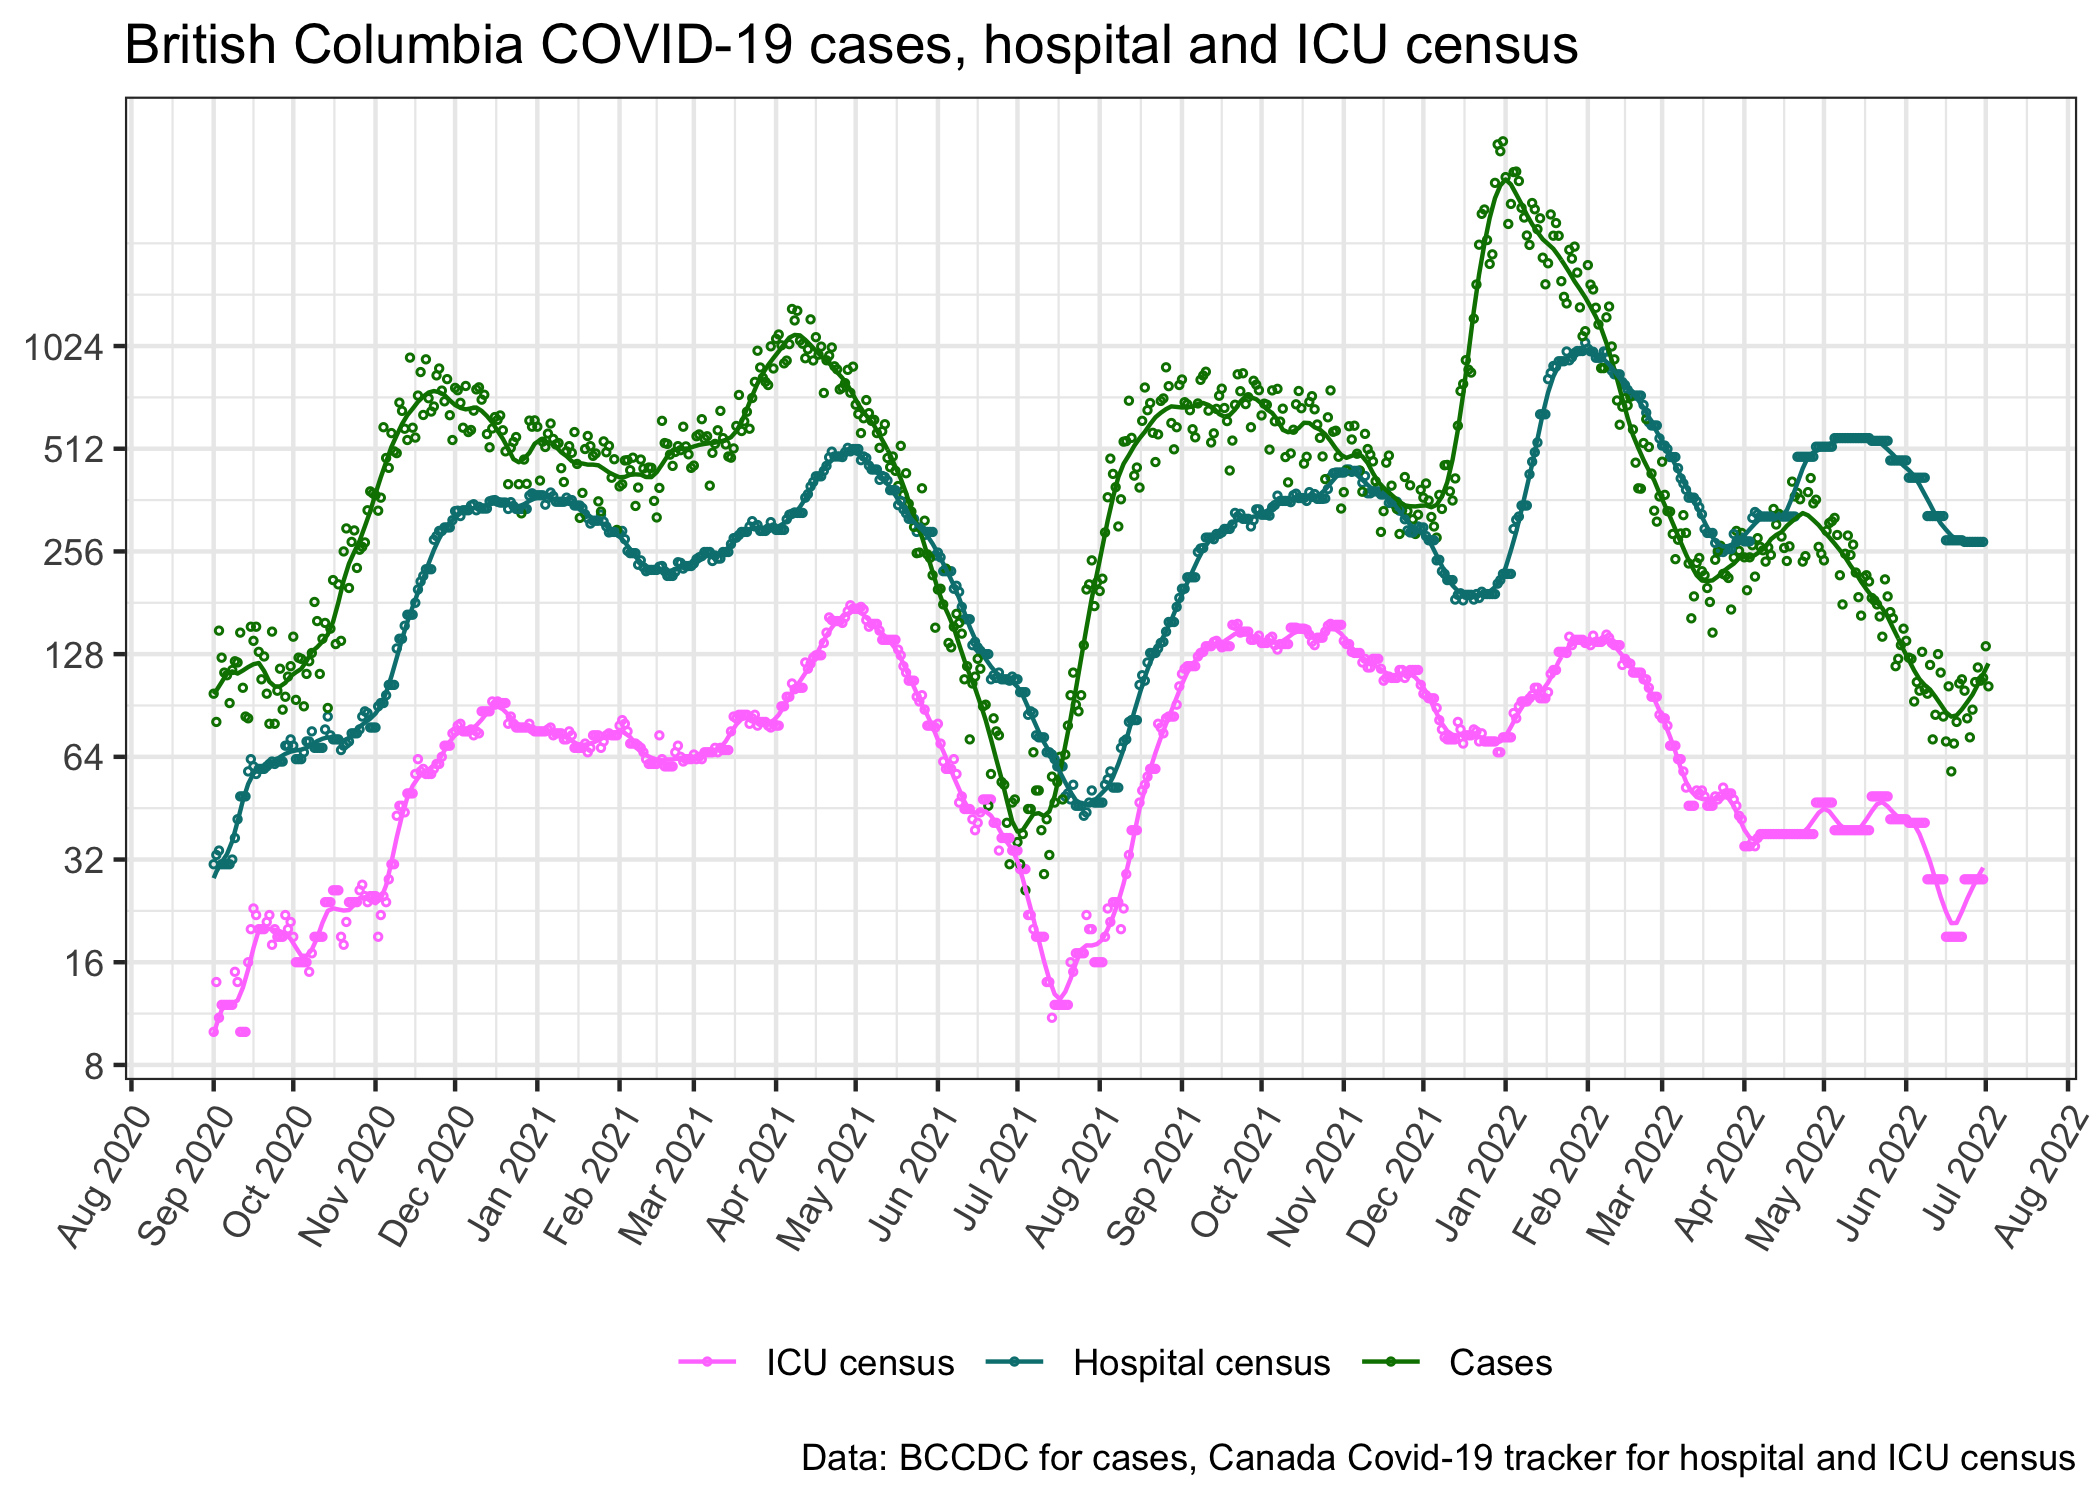 British Columbia COVID-19 cases, hospital and ICU census
1024
512
256
128
64
32
16
8
Aug 2020
Sep 2020
Oct 2020
Nov 2020
Dec 2020
Jan 2021
Feb 2021
Mar 2021
Apr 2021
May 2021
Jun 2021
Jul 2021
Aug 2021
Sep 2021
Oct 2021
Nov 2021
Dec 2021
Jan 2022
Feb 2022
Mar 2022
Apr 2022
May 2022
Jun 2022
Jul 2022
Aug 2022
ICU census Hospital census Cases
Data: BCCDC for cases, Canada Covid-19 tracker for hospital and ICU census